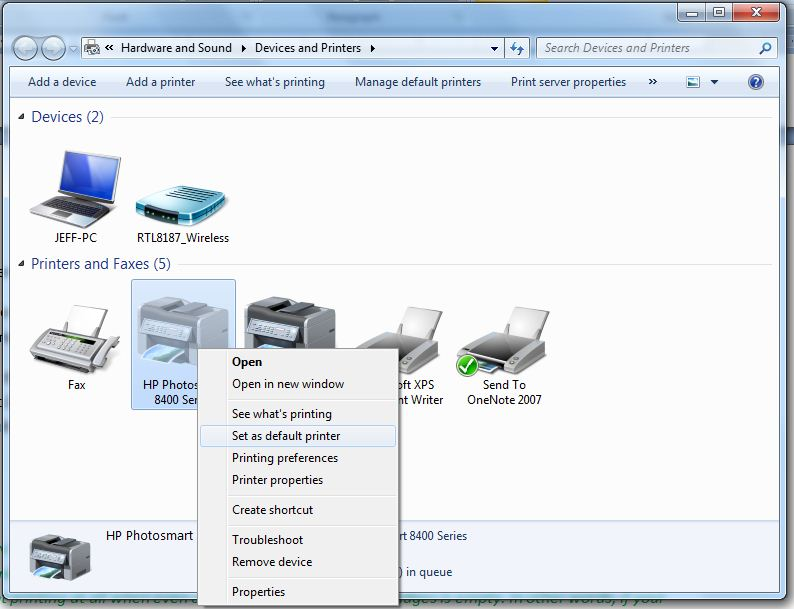 « Hardware and Sound Devices and Printers Search Devices and Printers
Add a device Add a printer See what's printing Manage default printers Print server properties »
Devices (2)
JEFF-PC RTL8187_Wireless
Printers and Faxes (5)
Fax
HP Photos
8400 Ser
oft XPS
nt Writer
Send To
OneNote 2007
Open
Open in new window
See what's printing
Set as default printer
Printing preferences
Printer properties
Create shortcut
Troubleshoot
Remove device
Properties
HP Photosmart
rt 8400 Series
) in queue